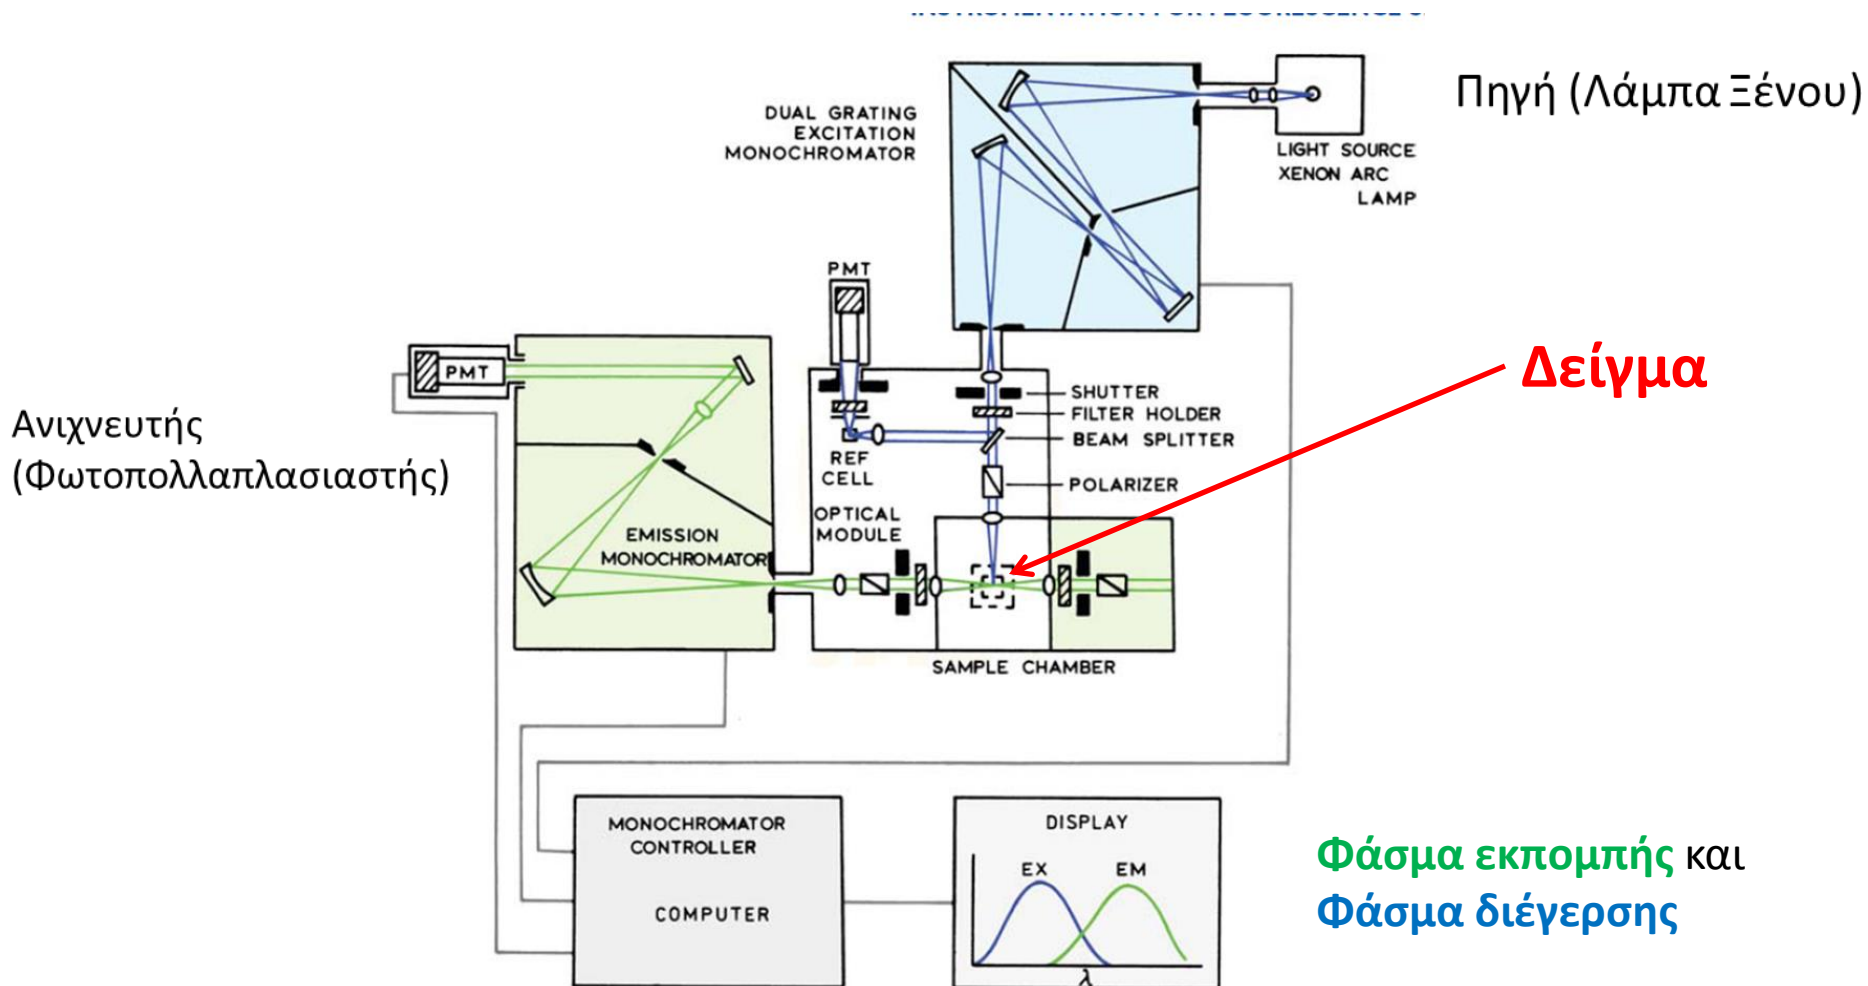 Πηγή (Λάμπα Ξένου)
DUAL GRATING
EXCITATION
MONOCHROMATOR
LIGHT SOURCE
XENON ARC
LAMP
PMT
Δείγμα
PMT
SHUTTER
FILTER HOLDER
BEAM SPLITTER
Ανιχνευτής
(Φωτοπολλαπλασιαστής)
REF
CELL
POLARIZER
OPTICAL
MODULE
EMISSION
MONOCHROMATOR
SAMPLE CHAMBER
MONOCHROMATOR
CONTROLLER
COMPUTER
DISPLAY
EX EM
λ
Φάσμα εκπομπής και
Φάσμα διέγερσης